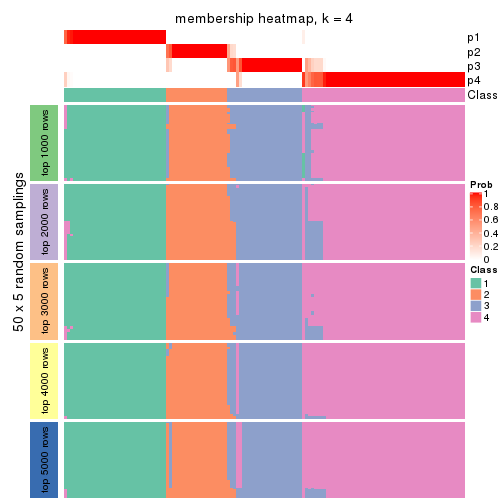 membership heatmap, k = 4
p1
p2
p3
p4
Class
50 x 5 random samplings
top 1000 rows
top 2000 rows
top 3000 rows
top 4000 rows
top 5000 rows
Prob
1
0.8
0.6
0.4
0.2
0
Class
1
2
3
4